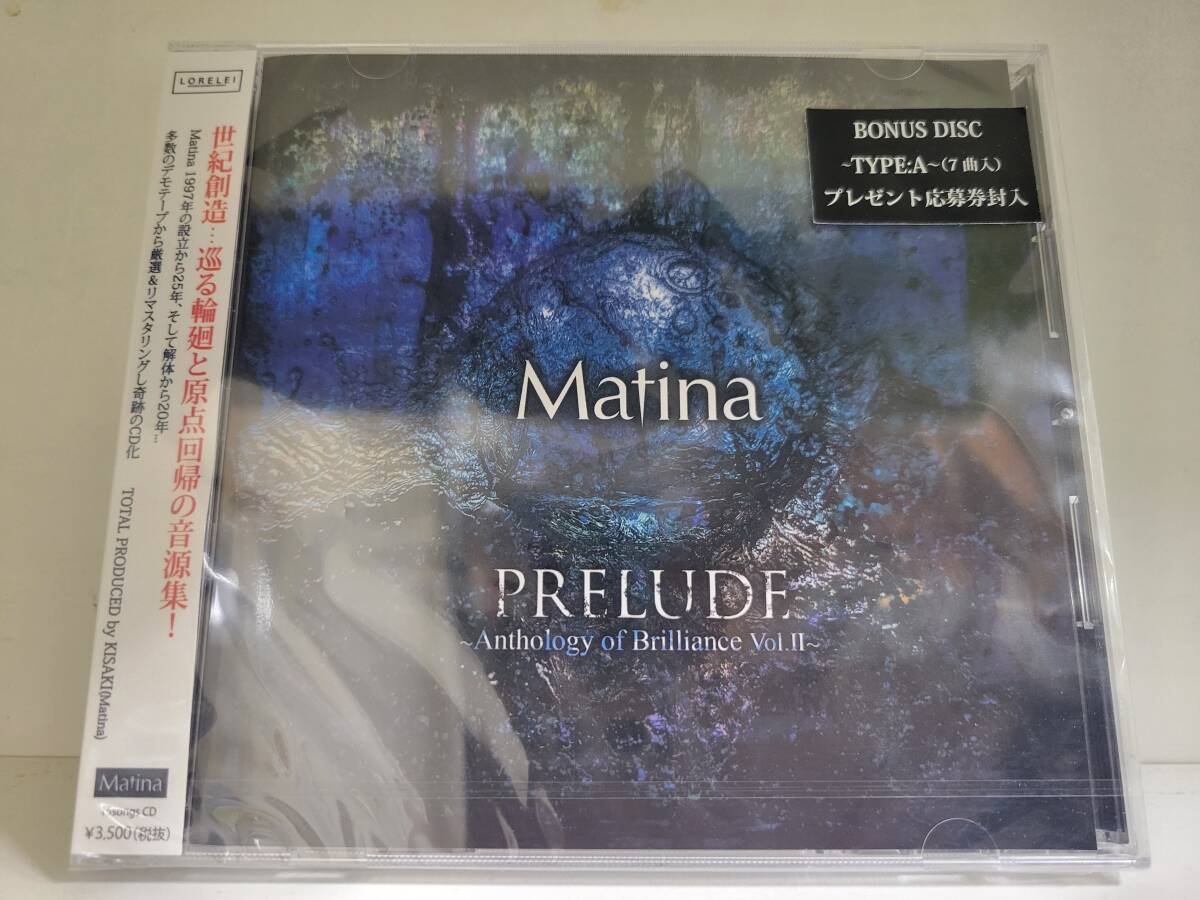 LORELEI
世紀創造…巡る輪廻と原点回帰の音源集！
Matina 1997年の設立から25年、そして解体から20年…
多数のデモテープから厳選&リマスタリングし奇跡のCD化
TOTAL PRODUCED by KISAKI(Matina)
Matina
songs CD
¥3,500(税抜)
BONUS DISC
~TYPE:A~(7曲入)
プレゼント応募券封入
Matina
PRELUDE
~Anthology of Brilliance Vol.II~